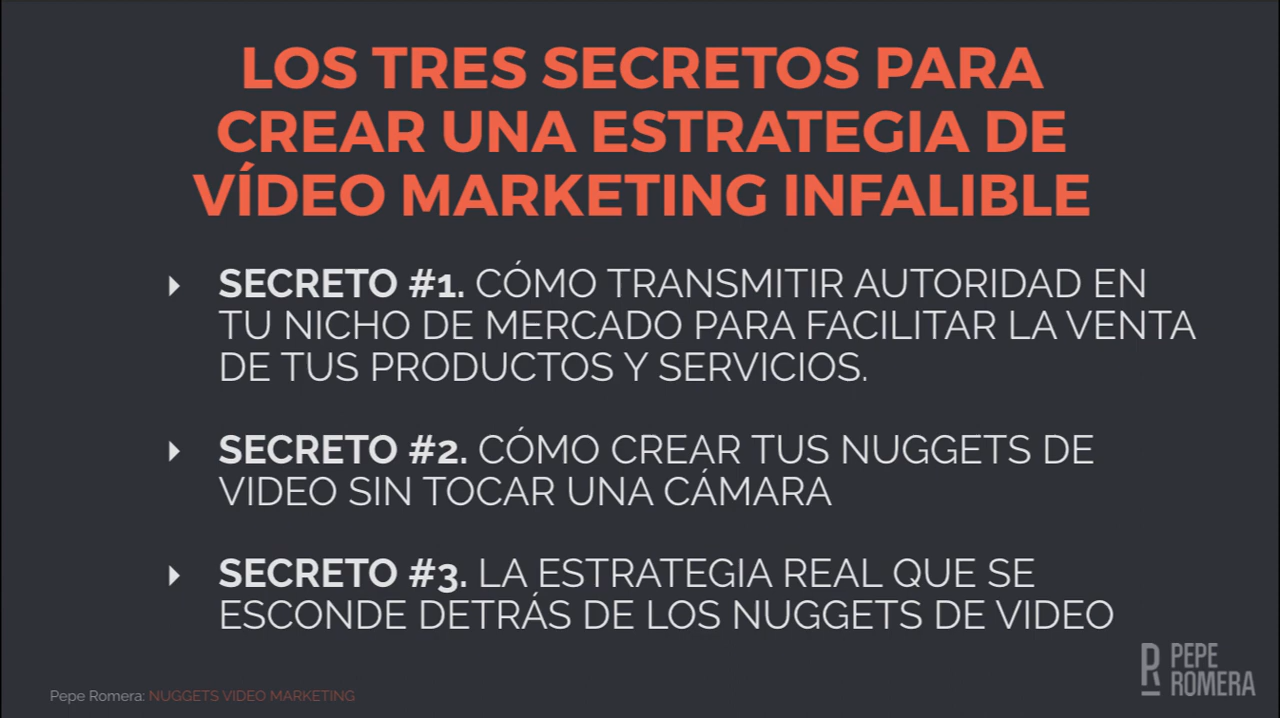 LOS TRES SECRETOS PARA
CREAR UNA ESTRATEGIA DE
VÍDEO MARKETING INFALIBLE
SECRETO #1. CÓMO TRANSMITIR AUTORIDAD EN
TU NICHO DE MERCADO PARA FACILITAR LA VENTA
DE TUS PRODUCTOS Y SERVICIOS.
SECRETO #2. CÓMO CREAR TUS NUGGETS DE
VIDEO SIN TOCAR UNA CÁMARA
SECRETO #3. LA ESTRATEGIA REAL QUE SE
ESCONDE DETRÁS DE LOS NUGGETS DE VIDEO
Pepe Romera: NUGGETS VIDEO MARKETING
PEPE
ROMERA